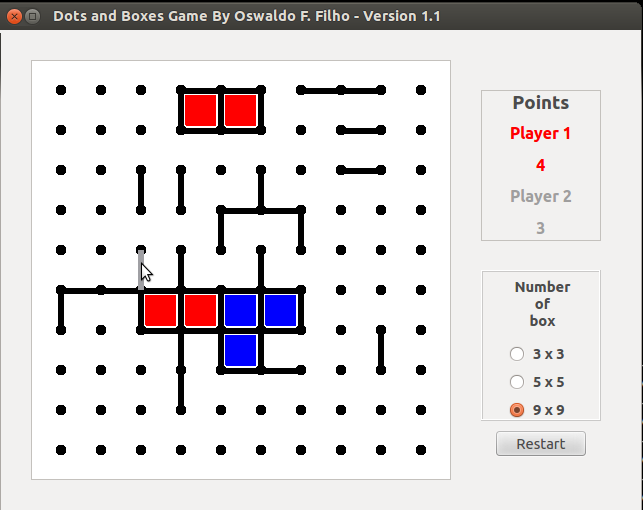 Dots and Boxes Game By Oswaldo F. Filho - Version 1.1
Points
Player 1
4
Player 2
3
Number
of
box
3 x 3
5 x 5
9 x 9
Restart